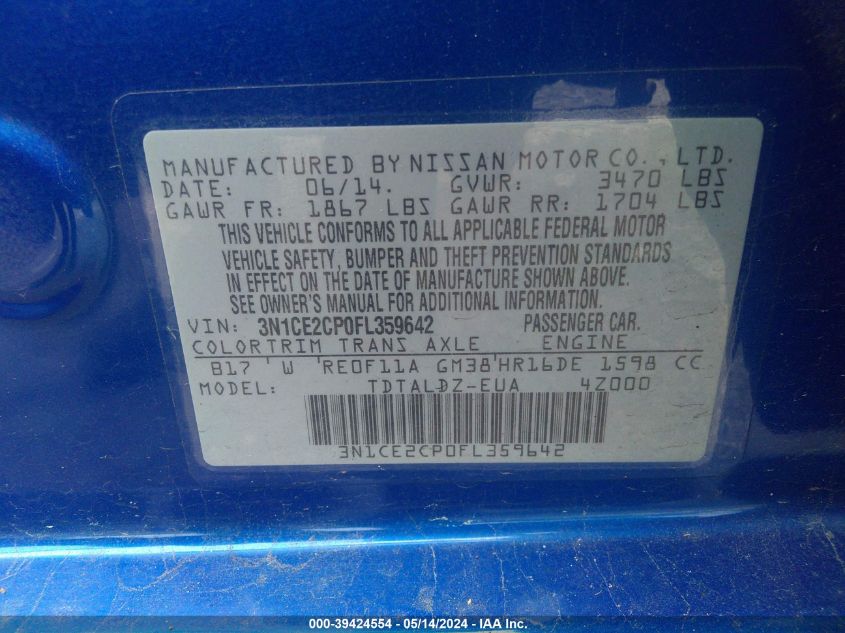 MANUFACTURED BY NISSAN MOTOR CO., LTD.
DATE: 06/14. GVWR: 3470 LBS
GAWR FR: 1867 LBS GAWR RR: 1704 LBS
THIS VEHICLE CONFORMS TO ALL APPLICABLE FEDERAL MOTOR
VEHICLE SAFETY, BUMPER AND THEFT PREVENTION STANDARDS
IN EFFECT ON THE DATE OF MANUFACTURE SHOWN ABOVE.
SEE OWNER'S MANUAL FOR ADDITIONAL INFORMATION
VIN: 3N1CE2CP0FL359642 PASSENGER CAR.
COLORTRIM TRANS AXLE ENGINE
B17 'W 'RE0F11A GM38'HR16DE 1598 CC
MODEL: TDTALDZ-EUA 4Z000
3N1CE2CP0FL359642
000-39424554 - 05/14/2024 - IAA Inc.